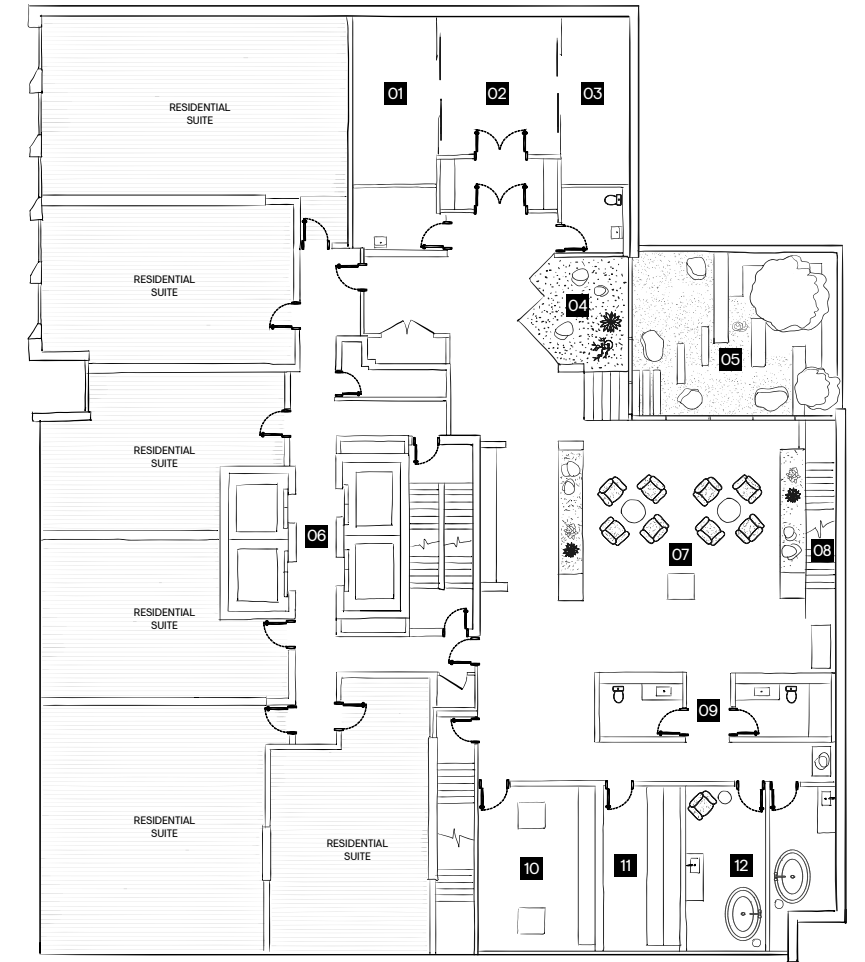 RESIDENTIAL
SUITE
01
02
03
RESIDENTIAL
SUITE
04
05
RESIDENTIAL
SUITE
06
07
08
RESIDENTIAL
SUITE
09
RESIDENTIAL
SUITE
RESIDENTIAL
SUITE
10
11
12